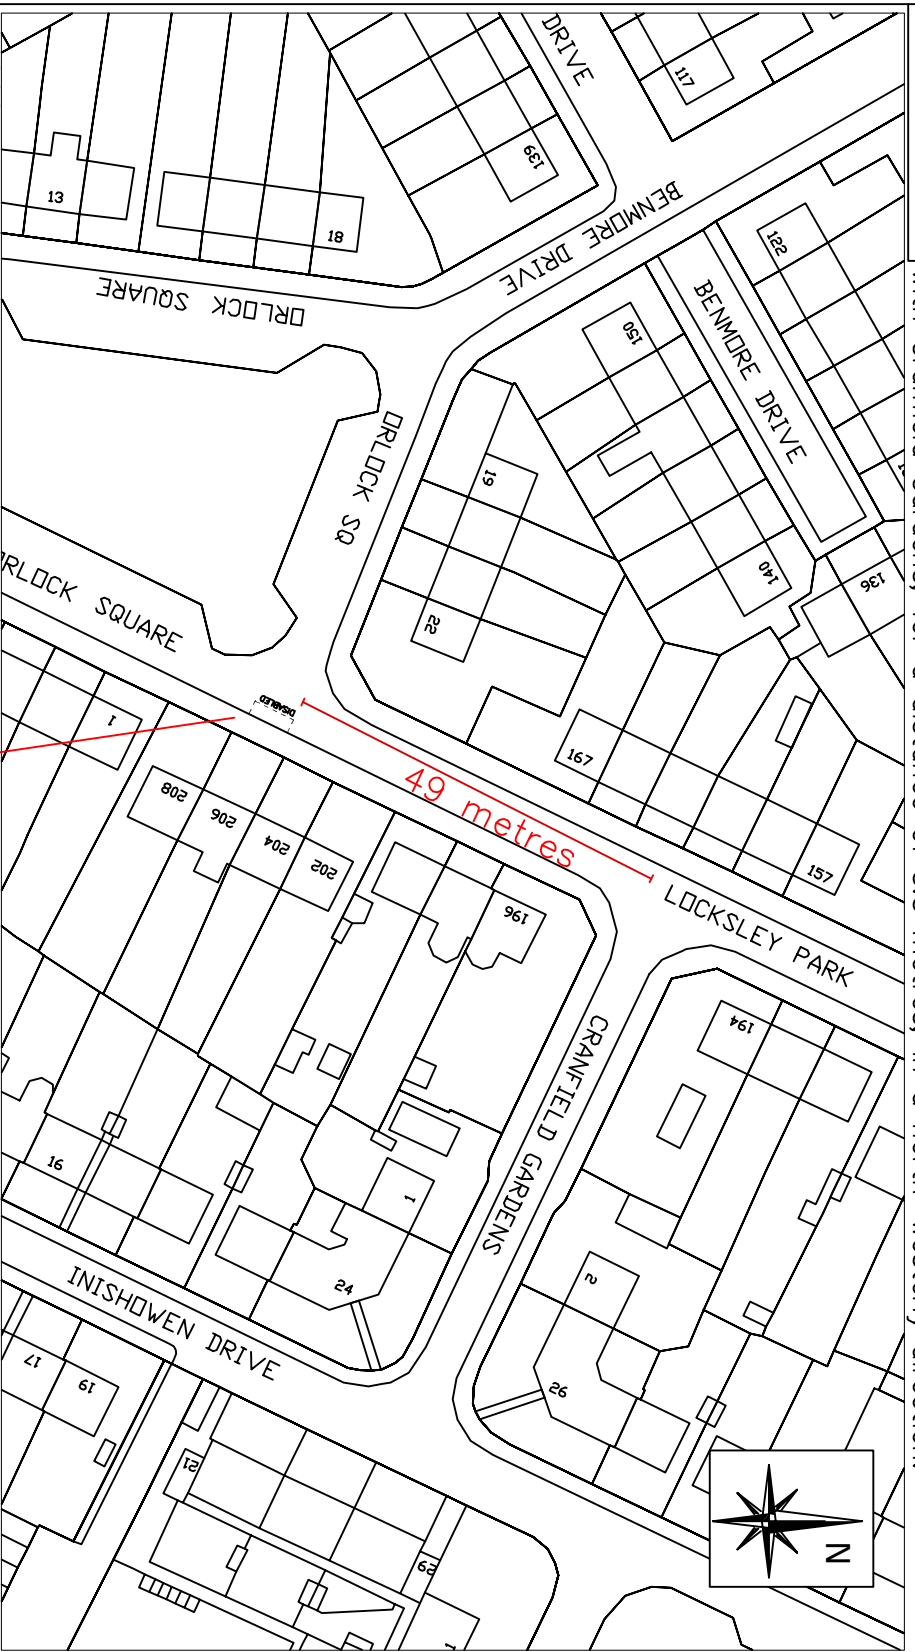 DRIVE
117
139
13
18
BENMORE DRIVE
122
ORLOCK SQUARE
BENMORE DRIVE
150
ORLOCK SQ
19
140
136
22
ORLOCK SQUARE
DISABLED
1
167
49 metres
208
206
204
202
157
196
LOCKSLEY PARK
194
CRANFIELD GARDENS
16
1
2
24
INISHOWEN DRIVE
26
17
19
21
29
1
N